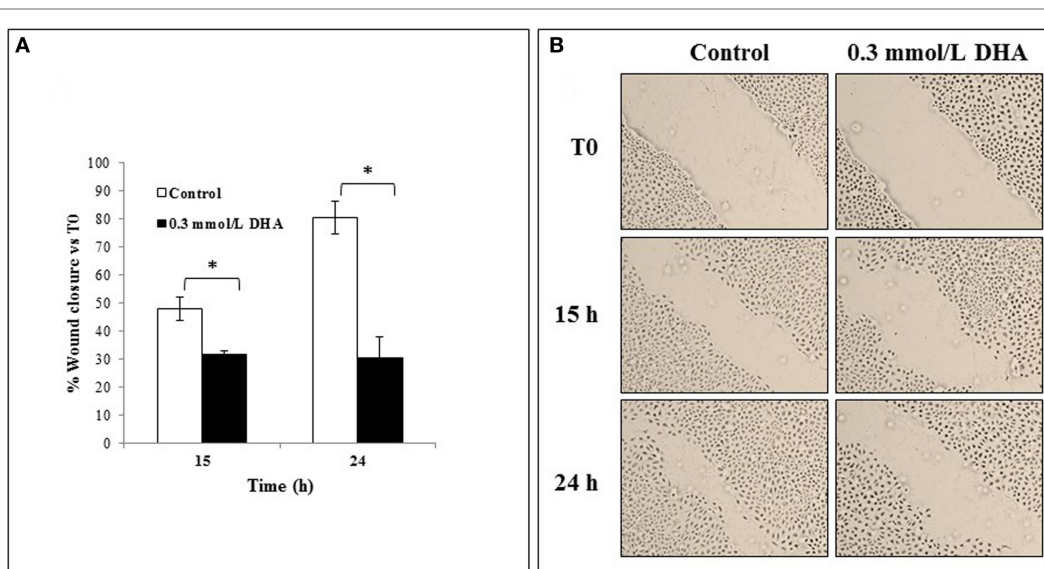 A
100
90
80
70
60
50
40
30
20
10
0
% Wound closure vs T0
Control
0.3 mmol/L DHA
*
*
15
24
Time (h)
B
Control
0.3 mmol/L DHA
T0
15 h
24 h